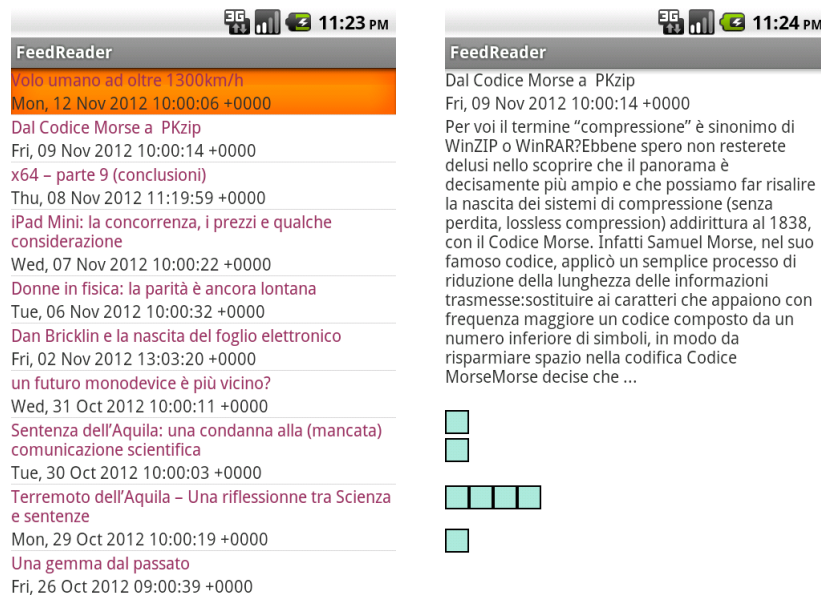 3G 11:23 PM
FeedReader
Volo umano ad oltre 1300km/h
Mon, 12 Nov 2012 10:00:06 +0000
Dal Codice Morse a  PKzip
Fri, 09 Nov 2012 10:00:14 +0000
x64 – parte 9 (conclusioni)
Thu, 08 Nov 2012 11:19:59 +0000
iPad Mini: la concorrenza, i prezzi e qualche
considerazione
Wed, 07 Nov 2012 10:00:22 +0000
Donne in fisica: la parità è ancora lontana
Tue, 06 Nov 2012 10:00:32 +0000
Dan Bricklin e la nascita del foglio elettronico
Fri, 02 Nov 2012 13:03:20 +0000
un futuro monodevice è più vicino?
Wed, 31 Oct 2012 10:00:11 +0000
Sentenza dell’Aquila: una condanna alla (mancata)
comunicazione scientifica
Tue, 30 Oct 2012 10:00:03 +0000
Terremoto dell’Aquila – Una riflessionne tra Scienza
e sentenze
Mon, 29 Oct 2012 10:00:19 +0000
Una gemma dal passato
Fri, 26 Oct 2012 09:00:39 +0000
3G 11:24 PM
FeedReader
Dal Codice Morse a  PKzip
Fri, 09 Nov 2012 10:00:14 +0000
Per voi il termine “compressione” è sinonimo di
WinZIP o WinRAR?Ebbene spero non resterete
delusi nello scoprire che il panorama è
decisamente più ampio e che possiamo far risalire
la nascita dei sistemi di compressione (senza
perdita, lossless compression) addirittura al 1838,
con il Codice Morse. Infatti Samuel Morse, nel suo
famoso codice, applicò un semplice processo di
riduzione della lunghezza delle informazioni
trasmesse:sostituire ai caratteri che appaiono con
frequenza maggiore un codice composto da un
numero inferiore di simboli, in modo da
risparmiare spazio nella codifica Codice
MorseMorse decise che ...